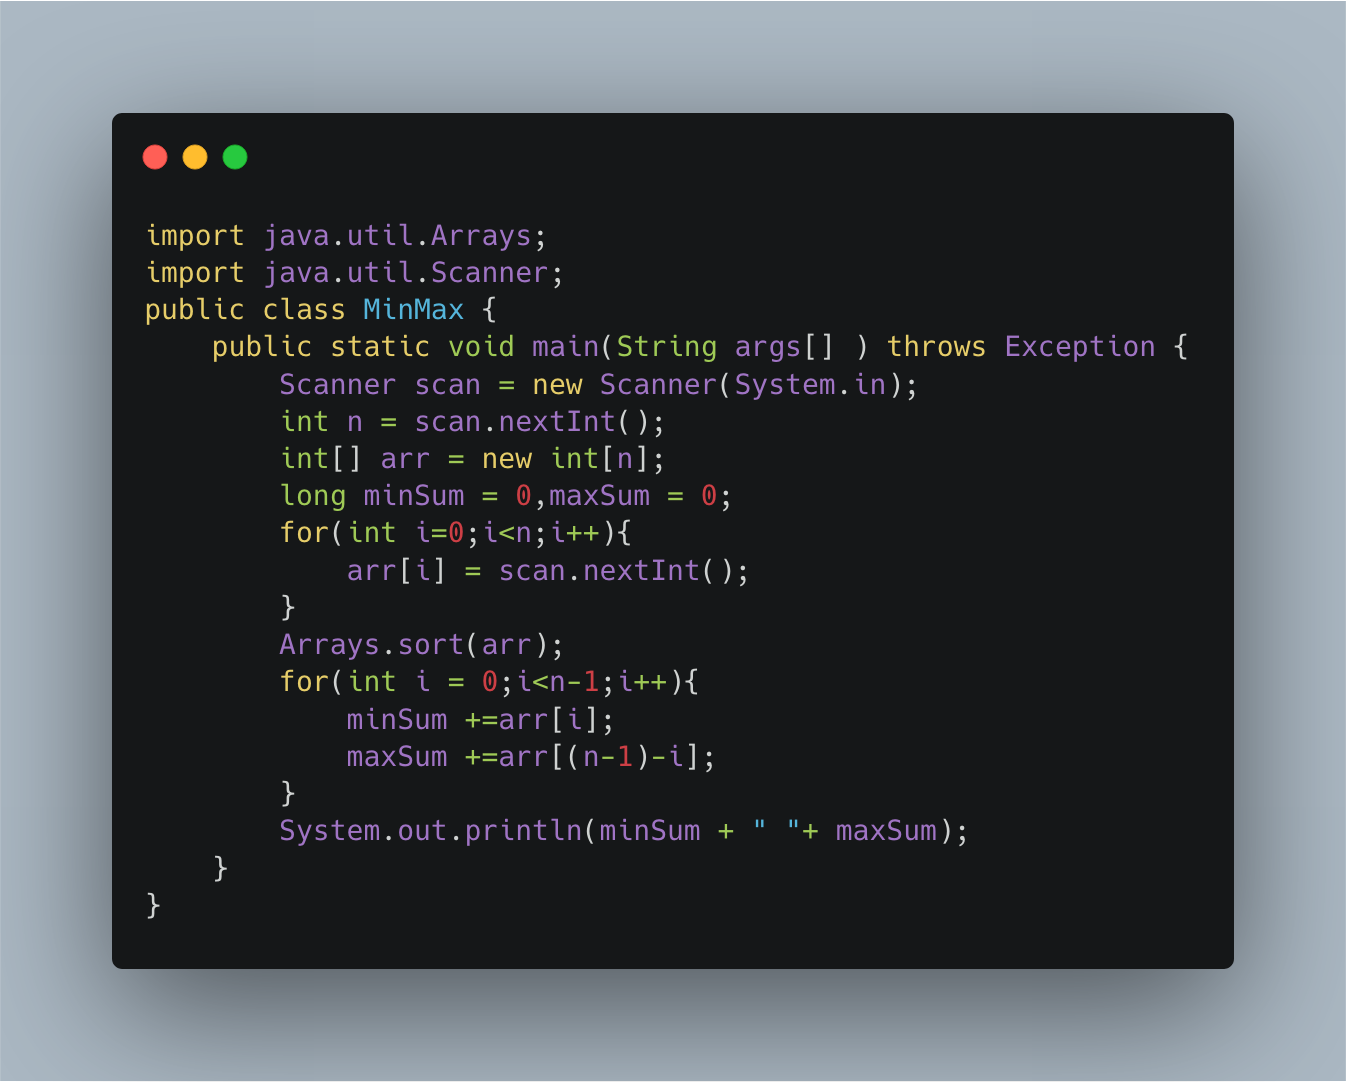 import java.util.Arrays;
import java.util.Scanner;
public class MinMax {
    public static void main(String args[] ) throws Exception {
        Scanner scan = new Scanner(System.in);
        int n = scan.nextInt();
        int[] arr = new int[n];
        long minSum = 0,maxSum = 0;
        for(int i=0;i<n;i++){
            arr[i] = scan.nextInt();
        }
        Arrays.sort(arr);
        for(int i = 0;i<n-1;i++){
            minSum +=arr[i];
            maxSum +=arr[(n-1)-i];
        }
        System.out.println(minSum + " "+ maxSum);
    }
}